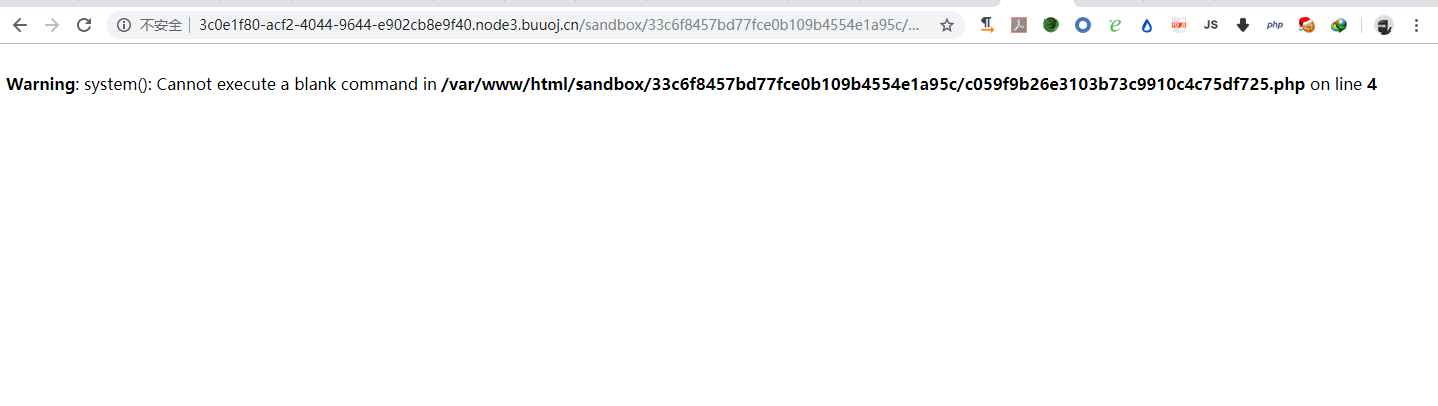 不安全 3c0e1f80-acf2-4044-9644-e902cb8e9f40.node3.buuoj.cn/sandbox/33c6f8457bd77fce0b109b4554e1a95c/... JS php
Warning: system(): Cannot execute a blank command in /var/www/html/sandbox/33c6f8457bd77fce0b109b4554e1a95c/c059f9b26e3103b73c9910c4c75df725.php on line 4